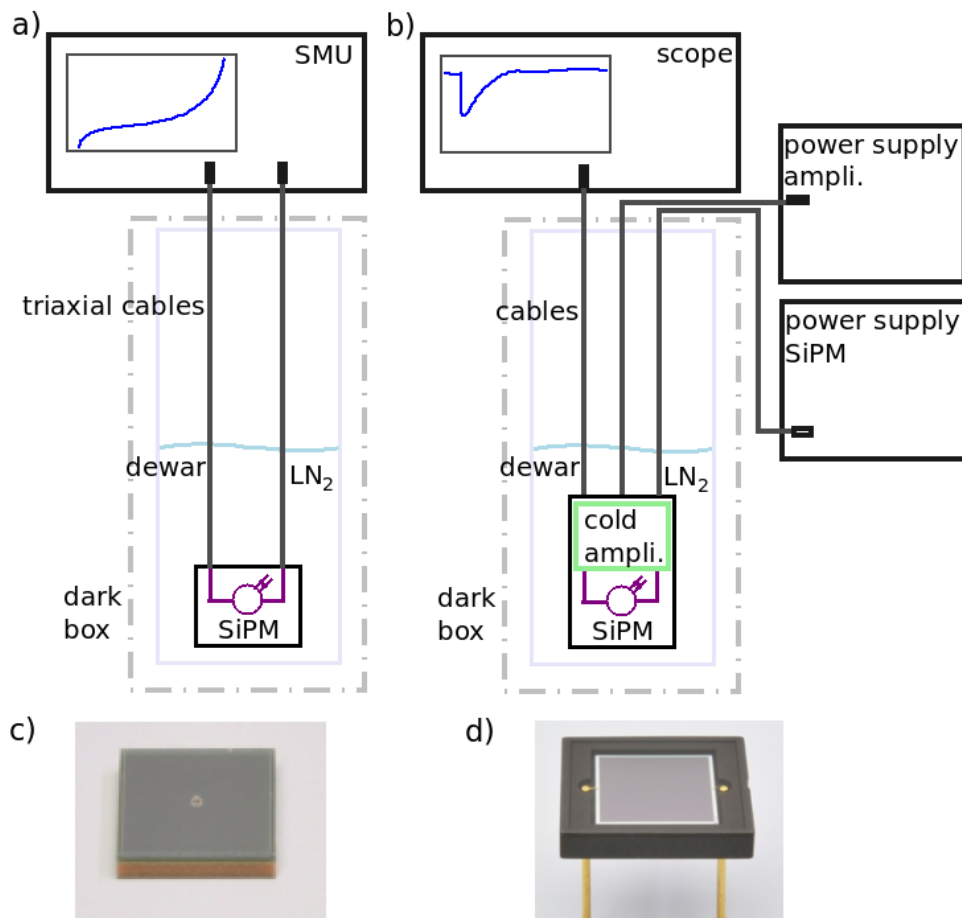 a)
SMU
triaxial cables
dewar
LN₂
dark
box
SiPM
b)
scope
power supply
ampli.
power supply
SiPM
cables
dewar
LN₂
cold
ampli.
dark
box
SiPM
c)
d)